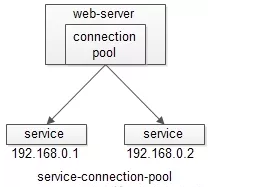 web-server
connection
pool
service
service
192.168.0.1
192.168.0.2
service-connection-pool